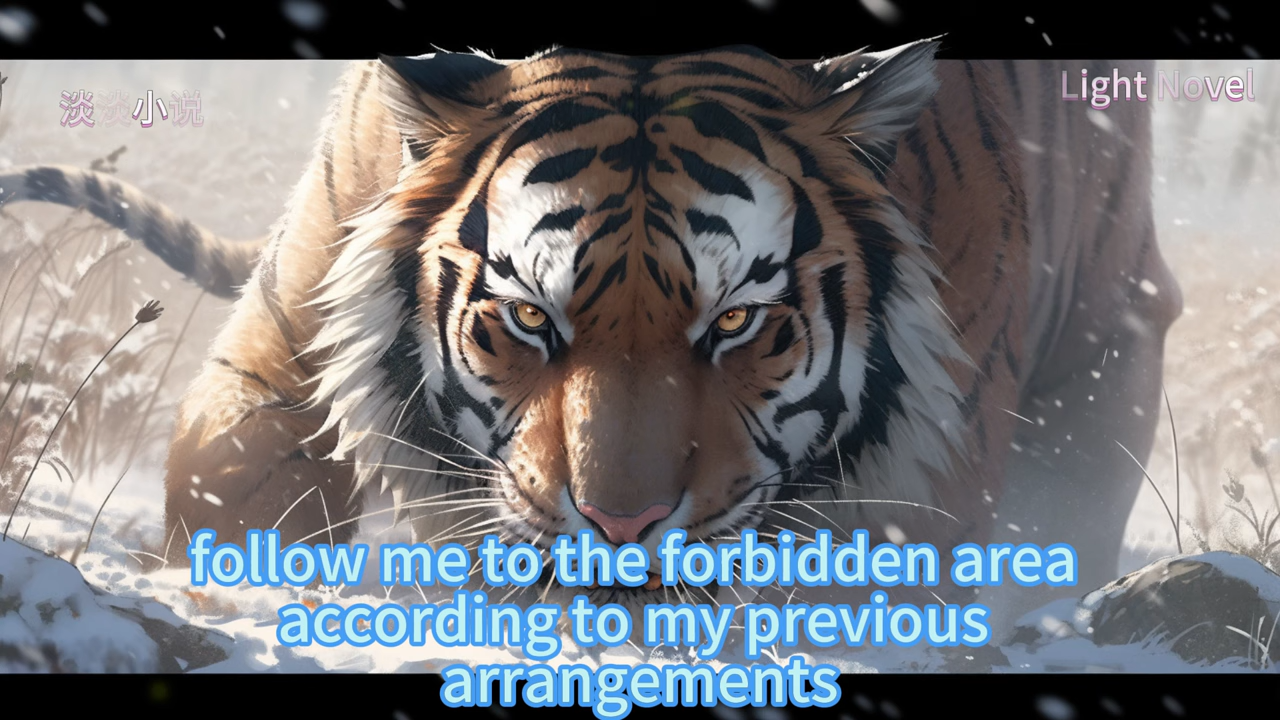 淡淡小说
Light Novel
follow me to the forbidden area
according to my previous
arrangements